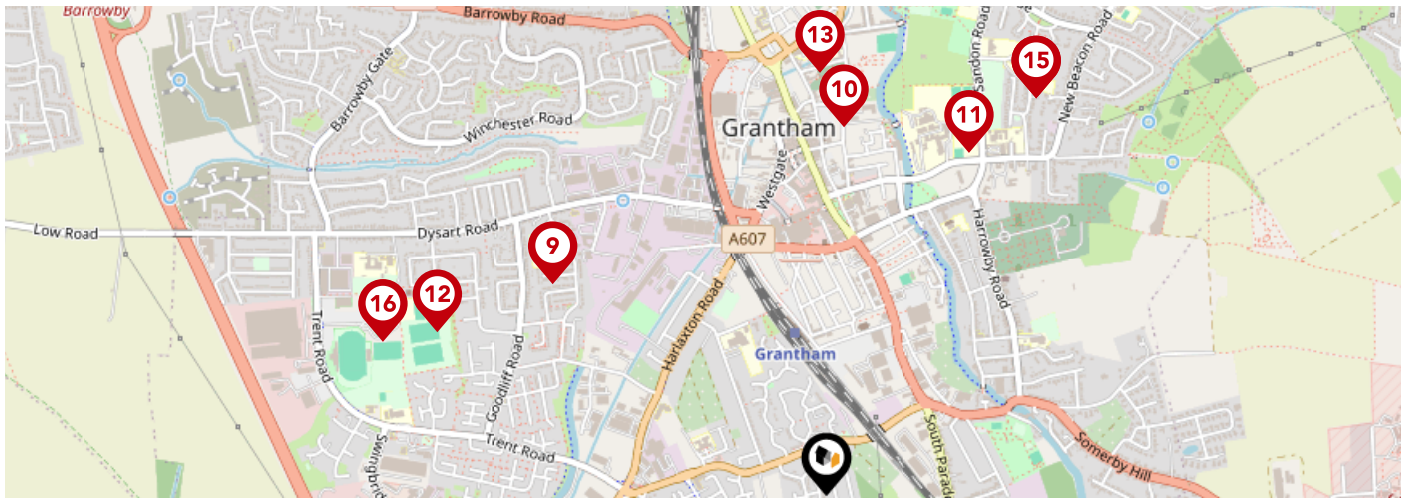 Barrowby
Barrowby Road
13
Sandon Road
15
New Beacon Road
Barrowby Gate
10
Winchester Road
Grantham
11
Westgate
Low Road
Dysart Road
9
A607
Harrowby Road
16
12
Trent Road
Harlaxton Road
Grantham
Goodliff Road
Trent Road
Swingbrid
South Parad
Somerby Hill